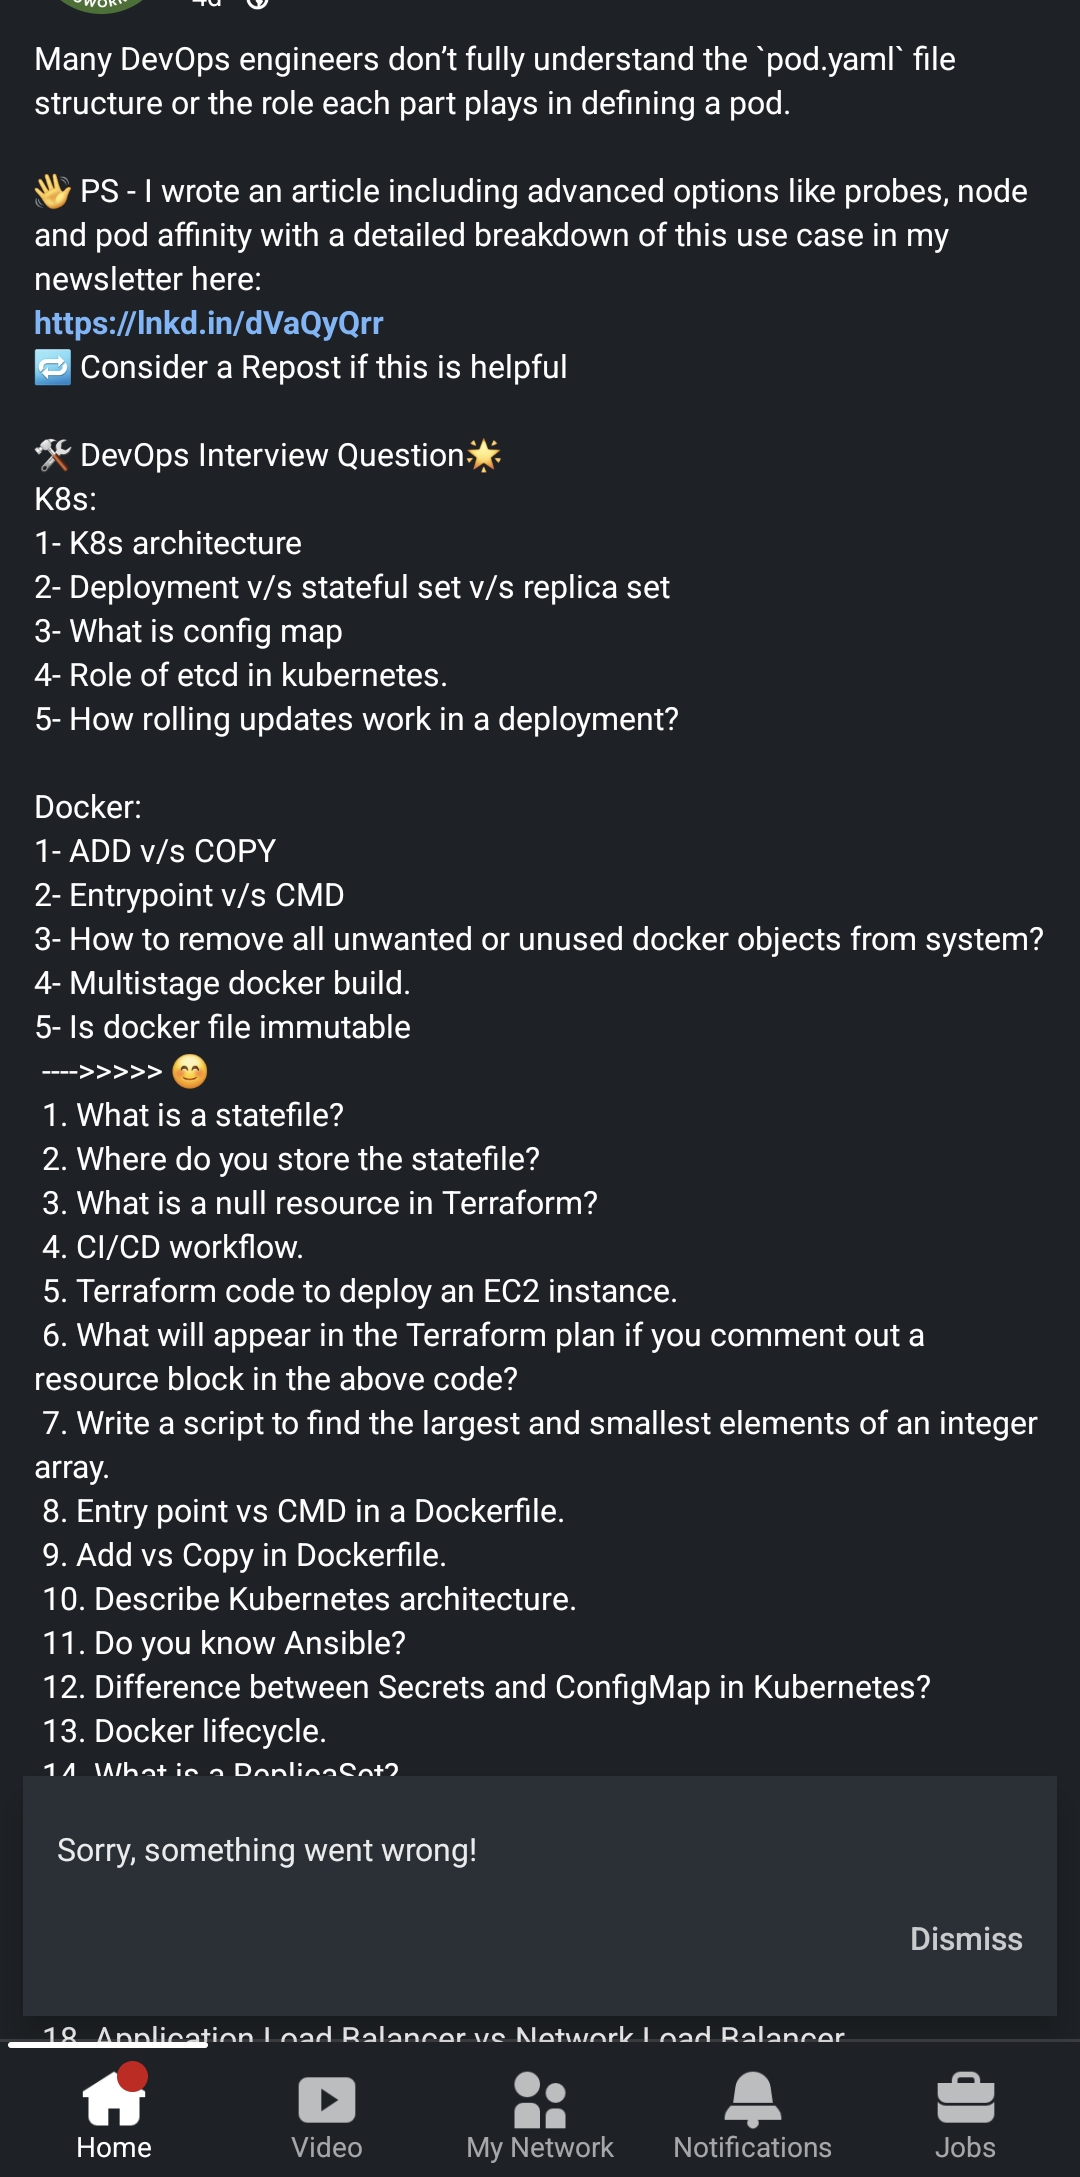 4d
Many DevOps engineers don’t fully understand the `pod.yaml` file
structure or the role each part plays in defining a pod.
👋 PS - I wrote an article including advanced options like probes, node
and pod affinity with a detailed breakdown of this use case in my
newsletter here:
https://lnkd.in/dVaQyQrr
🔁 Consider a Repost if this is helpful
🛠 DevOps Interview Question🌟
K8s:
1- K8s architecture
2- Deployment v/s stateful set v/s replica set
3- What is config map
4- Role of etcd in kubernetes.
5- How rolling updates work in a deployment?
Docker:
1- ADD v/s COPY
2- Entrypoint v/s CMD
3- How to remove all unwanted or unused docker objects from system?
4- Multistage docker build.
5- Is docker file immutable
---->>>>> 😊
1. What is a statefile?
2. Where do you store the statefile?
3. What is a null resource in Terraform?
4. CI/CD workflow.
5. Terraform code to deploy an EC2 instance.
6. What will appear in the Terraform plan if you comment out a
resource block in the above code?
7. Write a script to find the largest and smallest elements of an integer
array.
8. Entry point vs CMD in a Dockerfile.
9. Add vs Copy in Dockerfile.
10. Describe Kubernetes architecture.
11. Do you know Ansible?
12. Difference between Secrets and ConfigMap in Kubernetes?
13. Docker lifecycle.
14. What is a ReplicaSet?
Sorry, something went wrong!
Dismiss
18. Application Load Balancer vs Network Load Balancer
Home
Video
My Network
Notifications
Jobs